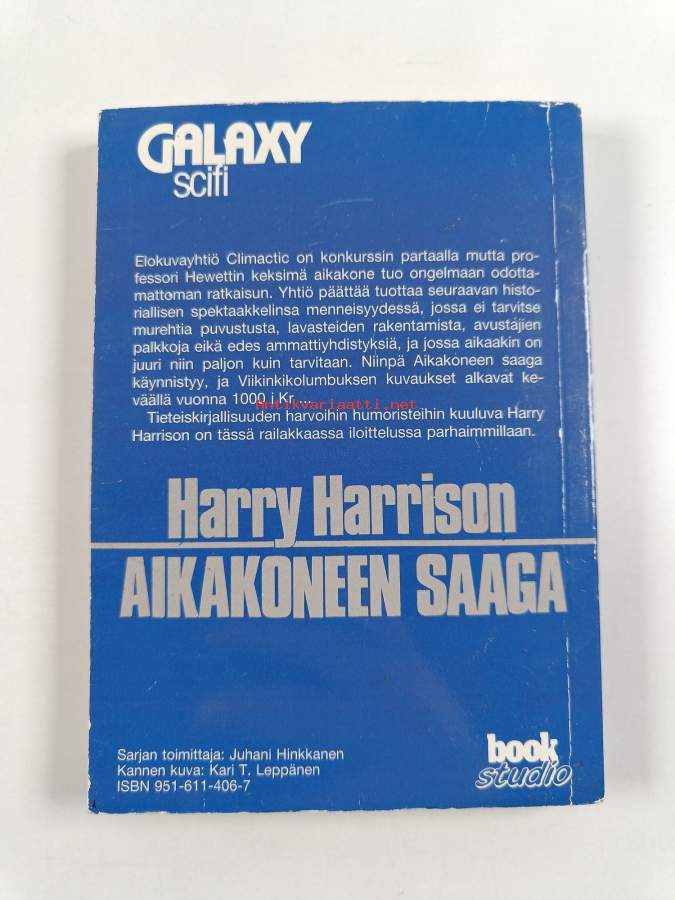 GALAXY
scifi
Elokuvayhtiö Climactic on konkurssin partaalla mutta pro-
fessori Hewettin keksimä aikakone tuo ongelmaan odotta-
mattoman ratkaisun. Yhtiö päättää tuottaa seuraavan histo-
riallisen spektaakkelinsa menneisyydessä, jossa ei tarvitse
murehtia puvustusta, lavasteiden rakentamista, avustajien
palkkoja eikä edes ammattiyhdistyksiä, ja jossa aikaakin on
juuri niin paljon kuin tarvitaan. Niinpä Aikakoneen saaga
käynnistyy, ja Viikinkikolumbuksen kuvaukset alkavat ke-
väällä vuonna 1000 j.Kr....
Antikvariaatti.net
Tieteiskirjallisuuden harvoihin humoristeihin kuuluva Harry
Harrison on tässä railakkaassa iloittelussa parhaimmillaan.
Harry Harrison
AIKAKONEEN SAAGA
Sarjan toimittaja: Juhani Hinkkanen
Kannen kuva: Kari T. Leppänen
ISBN 951-611-406-7
book
studio